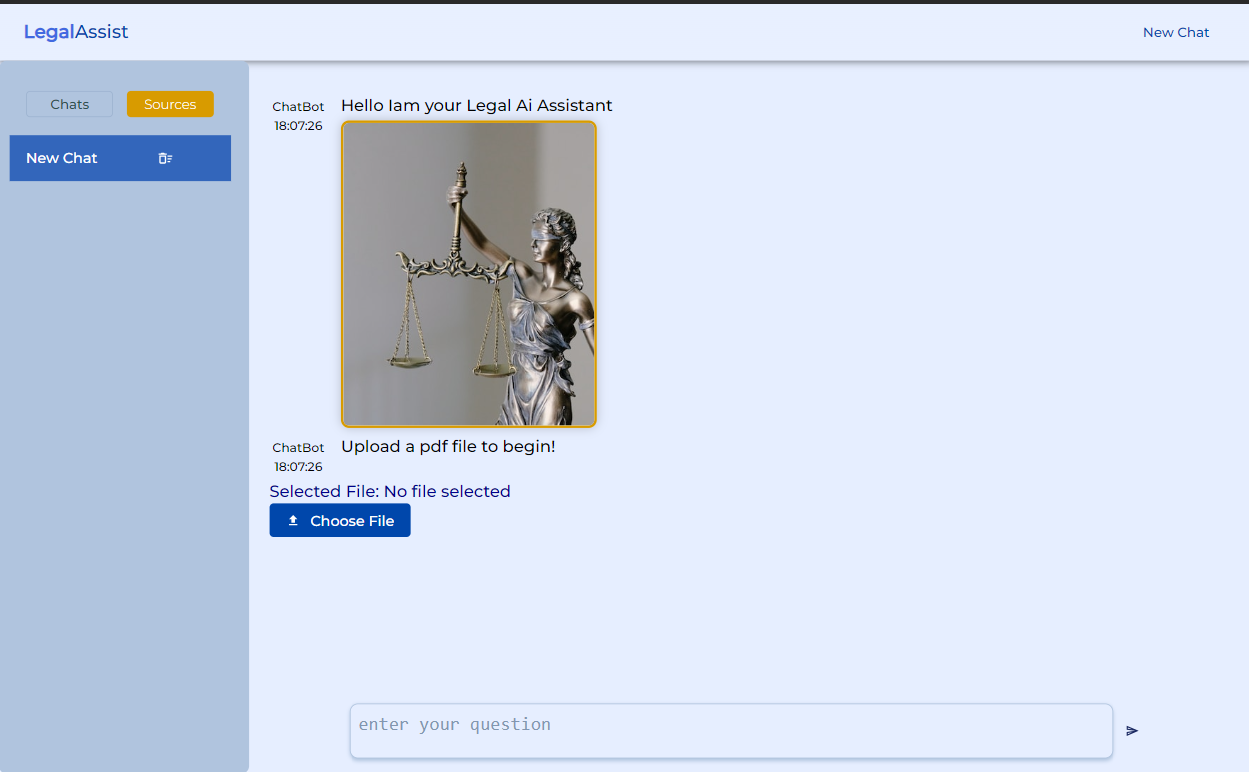 LegalAssist
New Chat
Chats
Sources
New Chat
ChatBot
18:07:26
Hello Iam your Legal Ai Assistant
ChatBot
18:07:26
Upload a pdf file to begin!
Selected File: No file selected
Choose File
enter your question